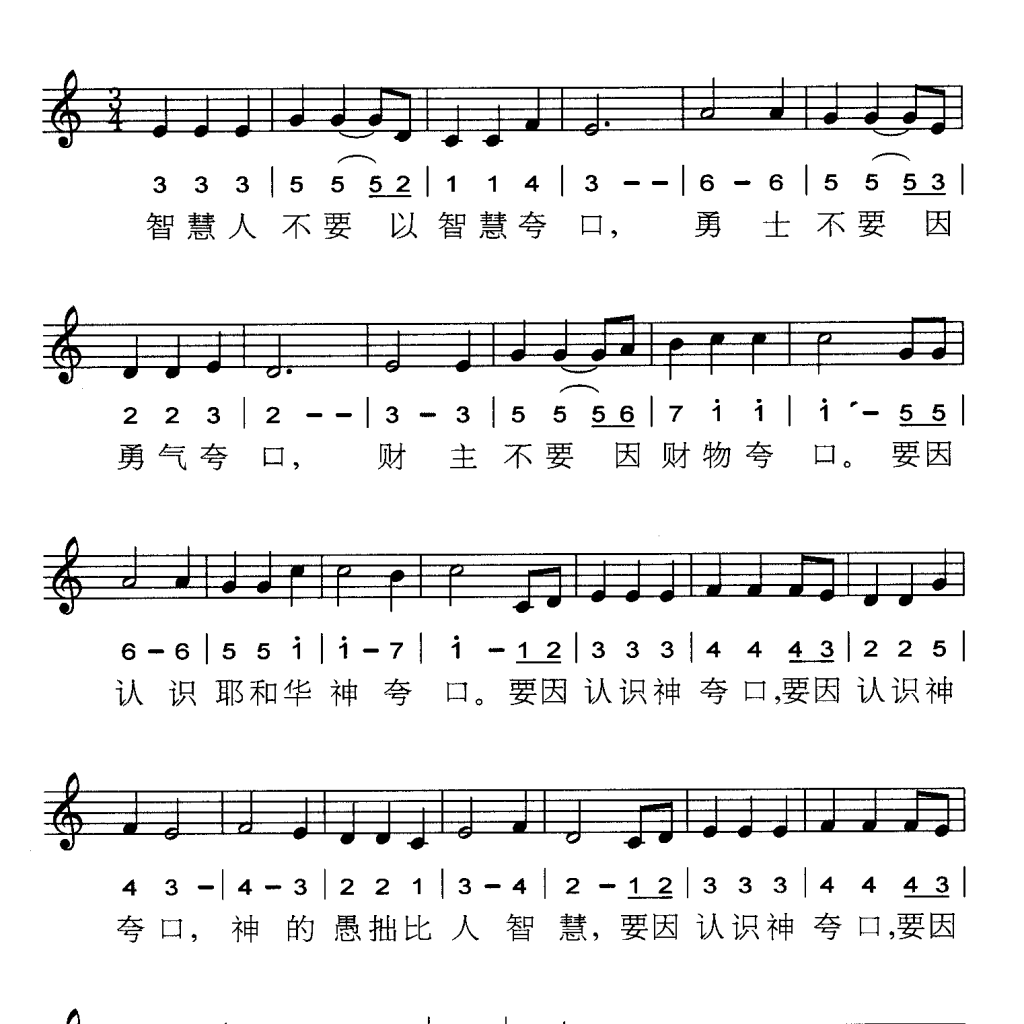 3 4
3 3 3 | 5 5 5 2 | 1 1 4 | 3 - - | 6 - 6 | 5 5 5 3 |
智慧人不要以智慧夸口，勇士不要因
2 2 3 | 2 - - | 3 - 3 | 5 5 5 6 | 7 i i | i - 5 5 |
勇气夸口，财主不要因财物夸口。要因
6 - 6 | 5 5 i | i - 7 | i - 1 2 | 3 3 3 | 4 4 4 3 | 2 2 5 |
认识耶和华神夸口。要因认识神夸口，要因认识神
4 3 - | 4 - 3 | 2 2 1 | 3 - 4 | 2 - 1 2 | 3 3 3 | 4 4 4 3 |
夸口，神的愚拙比人智慧，要因认识神夸口，要因